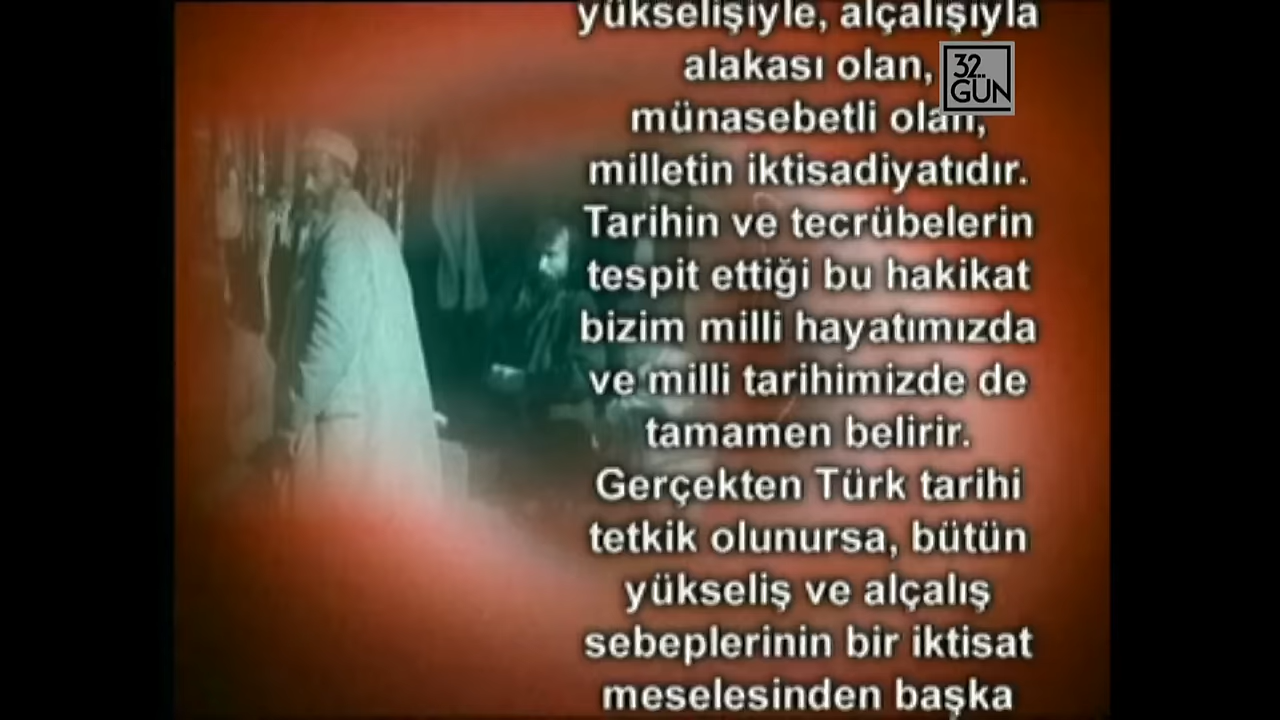 yükselişiyle, alçalışıyla
alakası olan,
32.
GÜN
münasebetli olan,
milletin iktisadiyatıdır.
Tarihin ve tecrübelerin
tespit ettiği bu hakikat
bizim milli hayatımızda
ve milli tarihimizde de
tamamen belirir.
Gerçekten Türk tarihi
tetkik olunursa, bütün
yükseliş ve alçalış
sebeplerinin bir iktisat
meselesinden başka